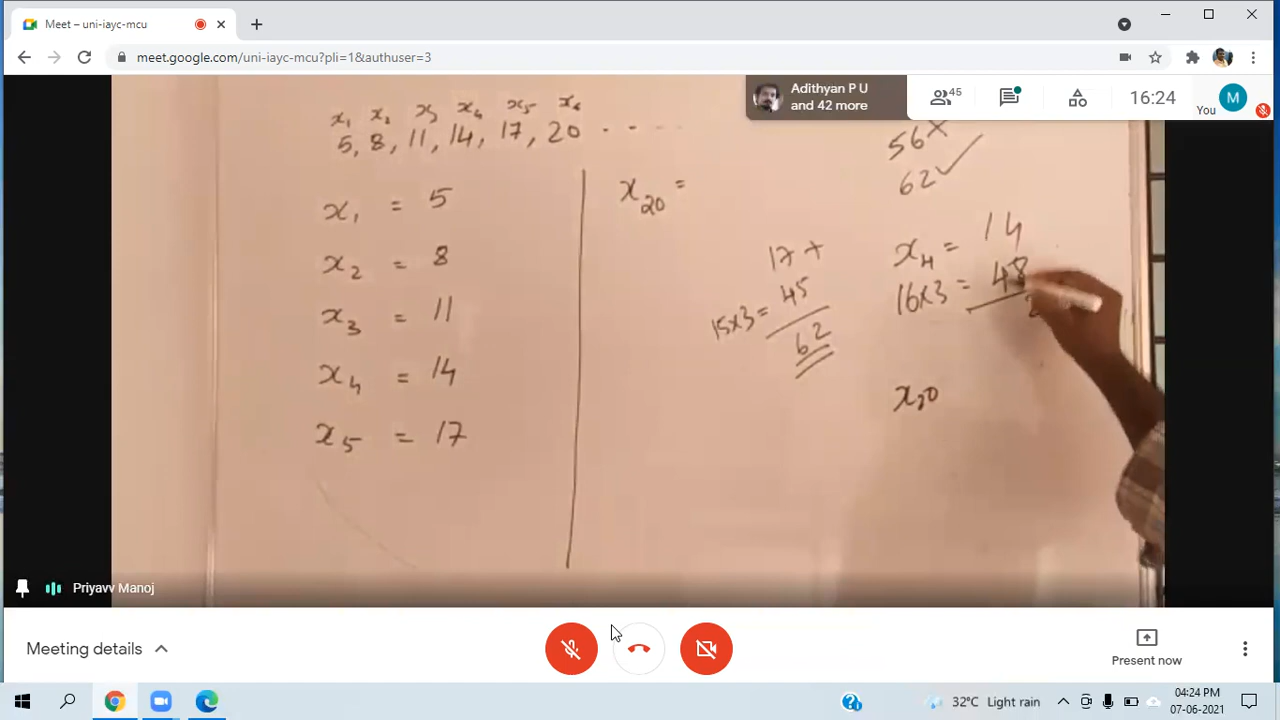 Meet – uni-iayc-mcu
meet.google.com/uni-iayc-mcu?pli=1&authuser=3
Adithyan P U
and 42 more
45
16:24
M
You
x₁ x₂ x₃ x₄ x₅ x₆
5, 8, 11, 14, 17, 20 . . . .
x₁ = 5
x₂ = 8
x₃ = 11
x₄ = 14
x₅ = 17
x₂₀ =
17 +
15x3 = 45
62
56 ×
62 ✓
x₄ = 14
16x3 = 48
2
x₂₀
Priyavv Manoj
Meeting details
Present now
32°C Light rain
04:24 PM
07-06-2021